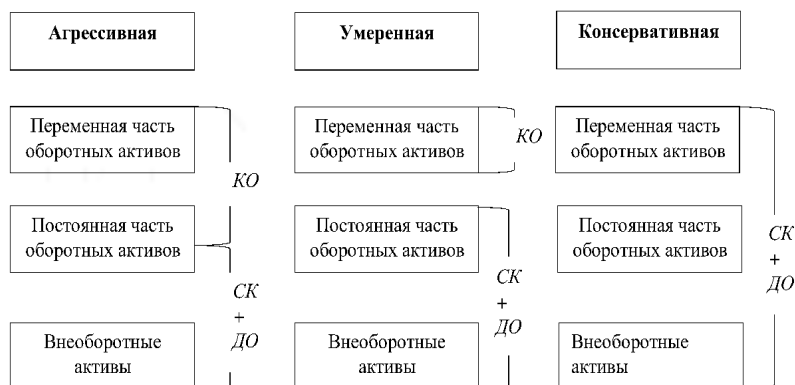 Агрессивная
Умеренная
Консервативная
Переменная часть
оборотных активов
КО
Переменная часть
оборотных активов
КО
Переменная часть
оборотных активов
Постоянная часть
оборотных активов
Постоянная часть
оборотных активов
Постоянная часть
оборотных активов
СК
+
ДО
СК
+
ДО
СК
+
ДО
Внеоборотные
активы
Внеоборотные
активы
Внеоборотные
активы